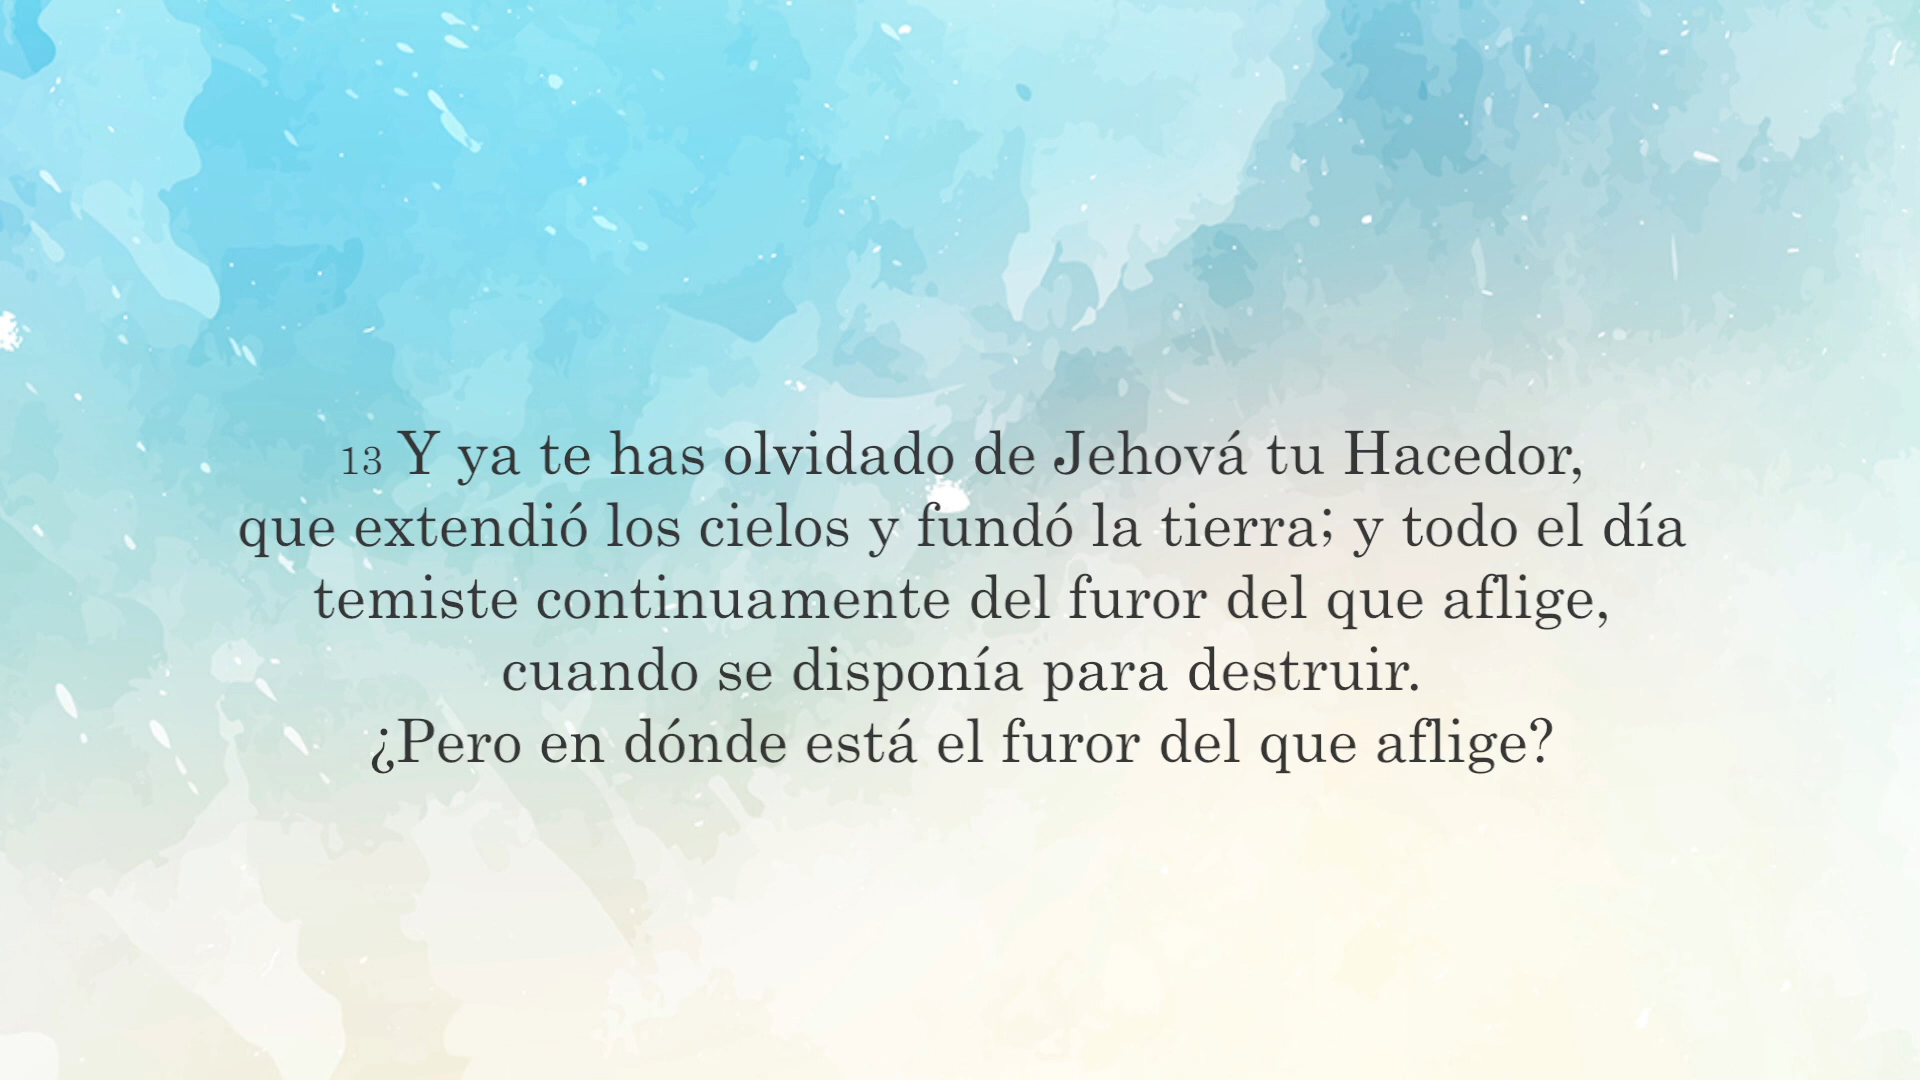 13 Y ya te has olvidado de Jehová tu Hacedor,
que extendió los cielos y fundó la tierra; y todo el día
temiste continuamente del furor del que aflige,
cuando se disponía para destruir.
¿Pero en dónde está el furor del que aflige?